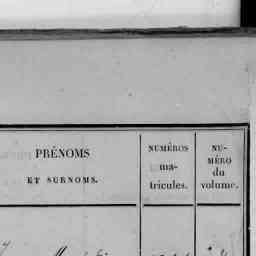 PRÉNOMS
ET SURNOMS.
NUMÉROS
ma-
tricules.
NU-
MÉRO
du
volume.